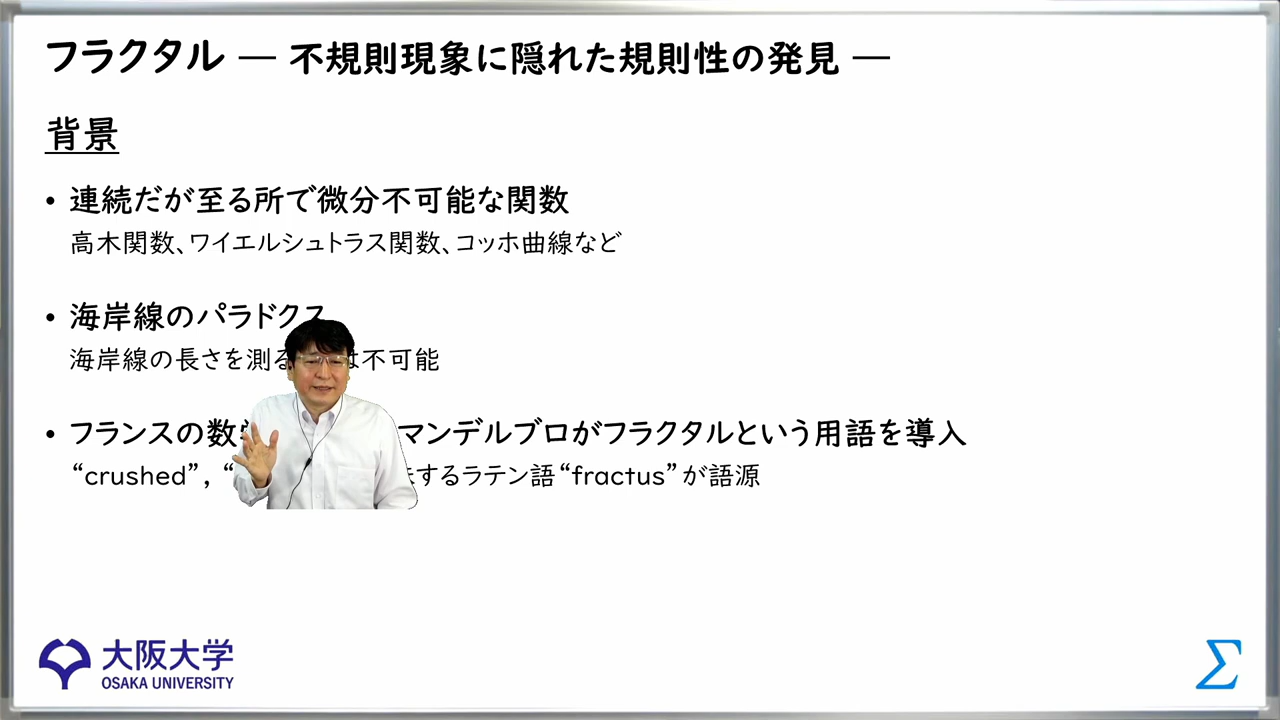 フラクタル ― 不規則現象に隠れた規則性の発見 ―
背景
• 連続だが至る所で微分不可能な関数
高木関数、ワイエルシュトラス関数、コッホ曲線など
• 海岸線のパラドクス
海岸線の長さを測る は不可能
• フランスの数 マンデルブロがフラクタルという用語を導入
“crushed”, “ するラテン語“fractus”が語源
大阪大学
OSAKA UNIVERSITY
Σ